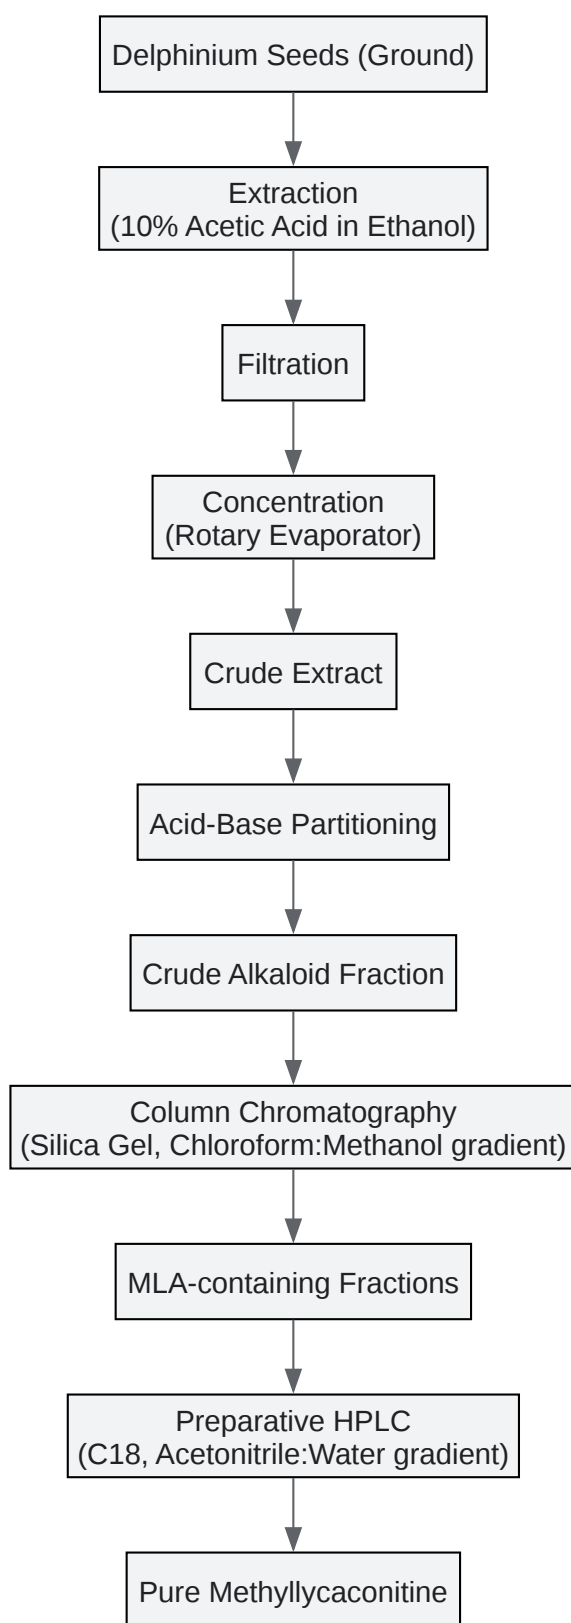 Delphinium Seeds (Ground)
Extraction
(10% Acetic Acid in Ethanol)
Filtration
Concentration
(Rotary Evaporator)
Crude Extract
Acid-Base Partitioning
Crude Alkaloid Fraction
Column Chromatography
(Silica Gel, Chloroform:Methanol gradient)
MLA-containing Fractions
Preparative HPLC
(C18, Acetonitrile:Water gradient)
Pure Methyllycaconitine